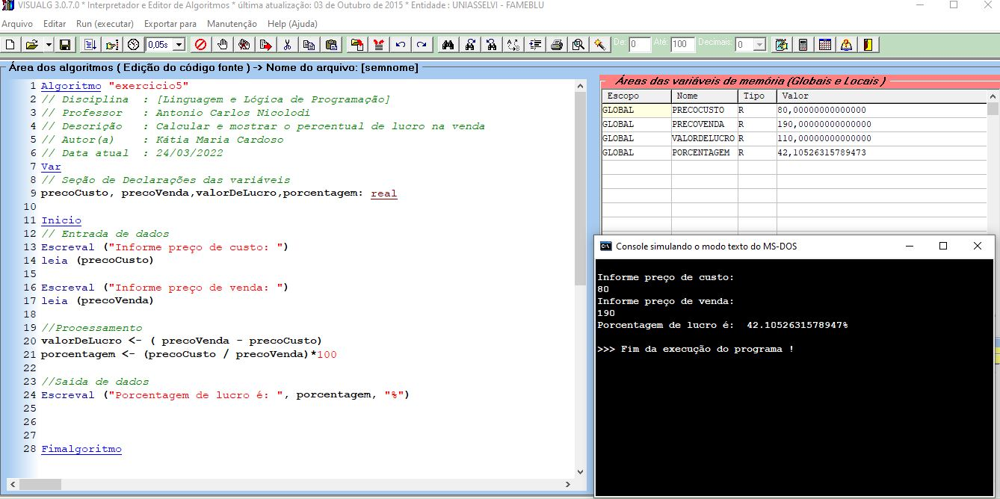 VISUALG 3.0.7.0 * Interpretador e Editor de Algoritmos * última atualização: 03 de Outubro de 2015 * Entidade : UNIASSELVI - FAMEBLU
Arquivo Editar Run (executar) Exportar para Manutenção Help (Ajuda)
0,05s De: 0 Até: 100 Decimais: 0
Área dos algoritmos ( Edição do código fonte ) -> Nome do arquivo: [semnome]
1 Algoritmo "exercicio5"
2 // Disciplina : [Linguagem e Lógica de Programação]
3 // Professor : Antonio Carlos Nicolodi
4 // Descrição : Calcular e mostrar o percentual de lucro na venda
5 // Autor(a) : Kátia Maria Cardoso
6 // Data atual : 24/03/2022
7 Var
8 // Seção de Declarações das variáveis
9 precoCusto, precoVenda,valorDeLucro,porcentagem: real
10
11 Inicio
12 // Entrada de dados
13 Escreval ("Informe preço de custo: ")
14 leia (precoCusto)
15
16 Escreval ("Informe preço de venda: ")
17 leia (precoVenda)
18
19 //Processamento
20 valorDeLucro <- ( precoVenda - precoCusto)
21 porcentagem <- (precoCusto / precoVenda)*100
22
23 //Saída de dados
24 Escreval ("Porcentagem de lucro é: ", porcentagem, "%")
25
26
27
28 Fimalgoritmo
Áreas das variáveis de memória (Globais e Locais )
Escopo Nome Tipo Valor
GLOBAL PRECOCUSTO R 80,00000000000000
GLOBAL PRECOVENDA R 190,00000000000000
GLOBAL VALORDELUCRO R 110,00000000000000
GLOBAL PORCENTAGEM R 42,10526315789473
Console simulando o modo texto do MS-DOS
Informe preço de custo:
80
Informe preço de venda:
190
Porcentagem de lucro é: 42.1052631578947%
>>> Fim da execução do programa !